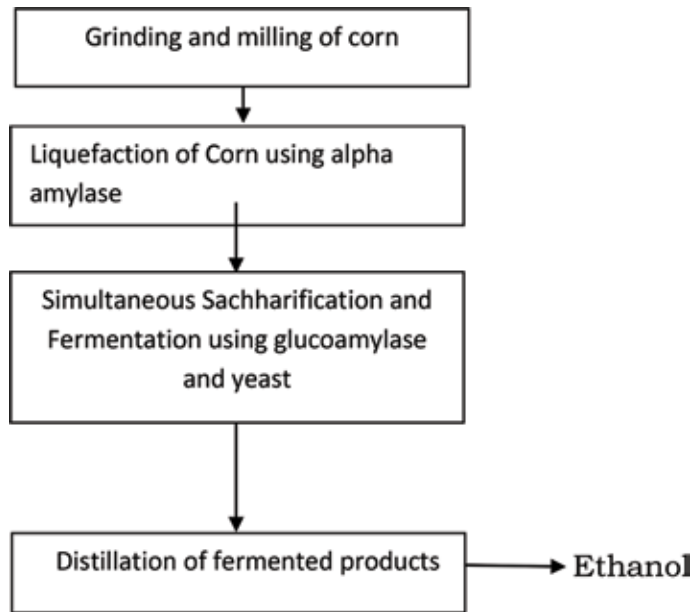 Grinding and milling of corn
Liquefaction of Corn using alpha
amylase
Simultaneous Sachharification and
Fermentation using glucoamylase
and yeast
Distillation of fermented products
Ethanol